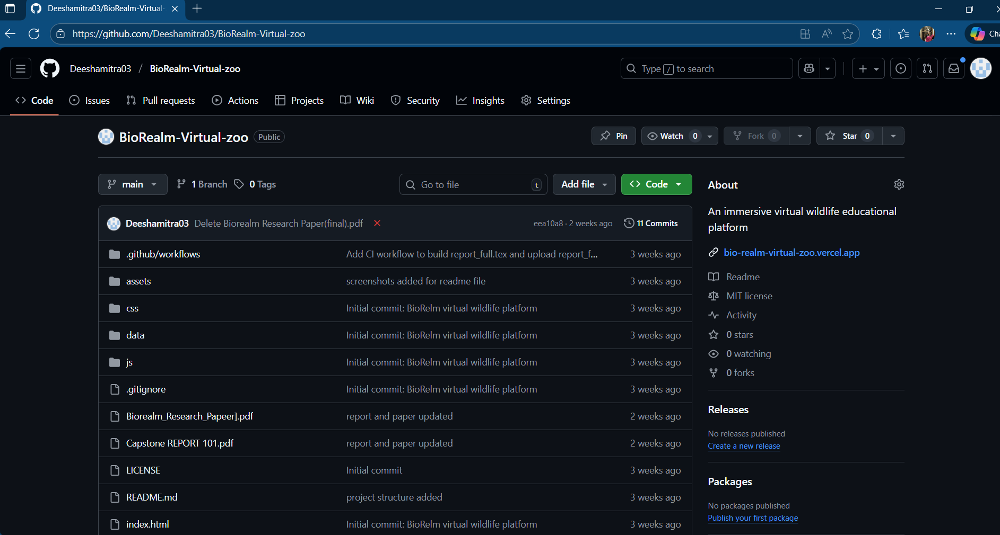 Deeshamitra03/BioRealm-Virtual-
https://github.com/Deeshamitra03/BioRealm-Virtual-zoo
Deeshamitra03 / BioRealm-Virtual-zoo
Type / to search
Code Issues Pull requests Actions Projects Wiki Security Insights Settings
BioRealm-Virtual-zoo Public
Pin Watch 0 Fork 0 Star 0
main 1 Branch 0 Tags
Go to file t Add file Code
Deeshamitra03 Delete Biorealm Research Paper(final).pdf eea10a8 · 2 weeks ago 11 Commits
.github/workflows Add CI workflow to build report_full.tex and upload report_f... 3 weeks ago
assets screenshots added for readme file 3 weeks ago
css Initial commit: BioRelm virtual wildlife platform 3 weeks ago
data Initial commit: BioRelm virtual wildlife platform 3 weeks ago
js Initial commit: BioRelm virtual wildlife platform 3 weeks ago
.gitignore Initial commit: BioRelm virtual wildlife platform 3 weeks ago
Biorealm_Research_Papeer].pdf report and paper updated 2 weeks ago
Capstone REPORT 101.pdf report and paper updated 2 weeks ago
LICENSE Initial commit 3 weeks ago
README.md project structure added 3 weeks ago
index.html Initial commit: BioRelm virtual wildlife platform 3 weeks ago
About
An immersive virtual wildlife educational
platform
bio-realm-virtual-zoo.vercel.app
Readme
MIT license
Activity
0 stars
0 watching
0 forks
Releases
No releases published
Create a new release
Packages
No packages published
Publish your first package